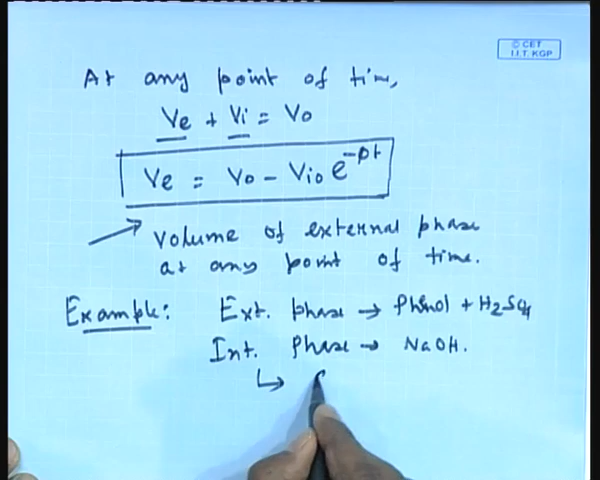 © CET
I.I.T. KGP
At any point of time,
Ve + Vi = Vo
Ve = Vo - Vio e^-pt
volume of external phase
at any point of time.
Example: Ext. phase → Phenol + H2SO4
Int. phase → NaOH.